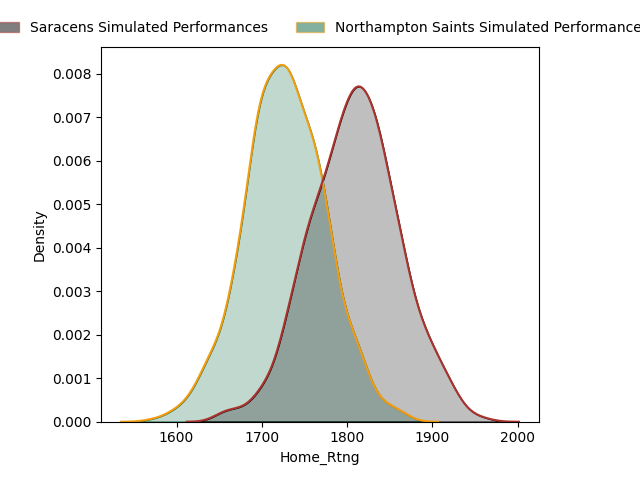 Saracens Simulated Performances Northampton Saints Simulated Performance
0.008
0.007
0.006
0.005
0.004
0.003
0.002
0.001
0.000
Density
1600 1700 1800 1900 2000
Home_Rtng